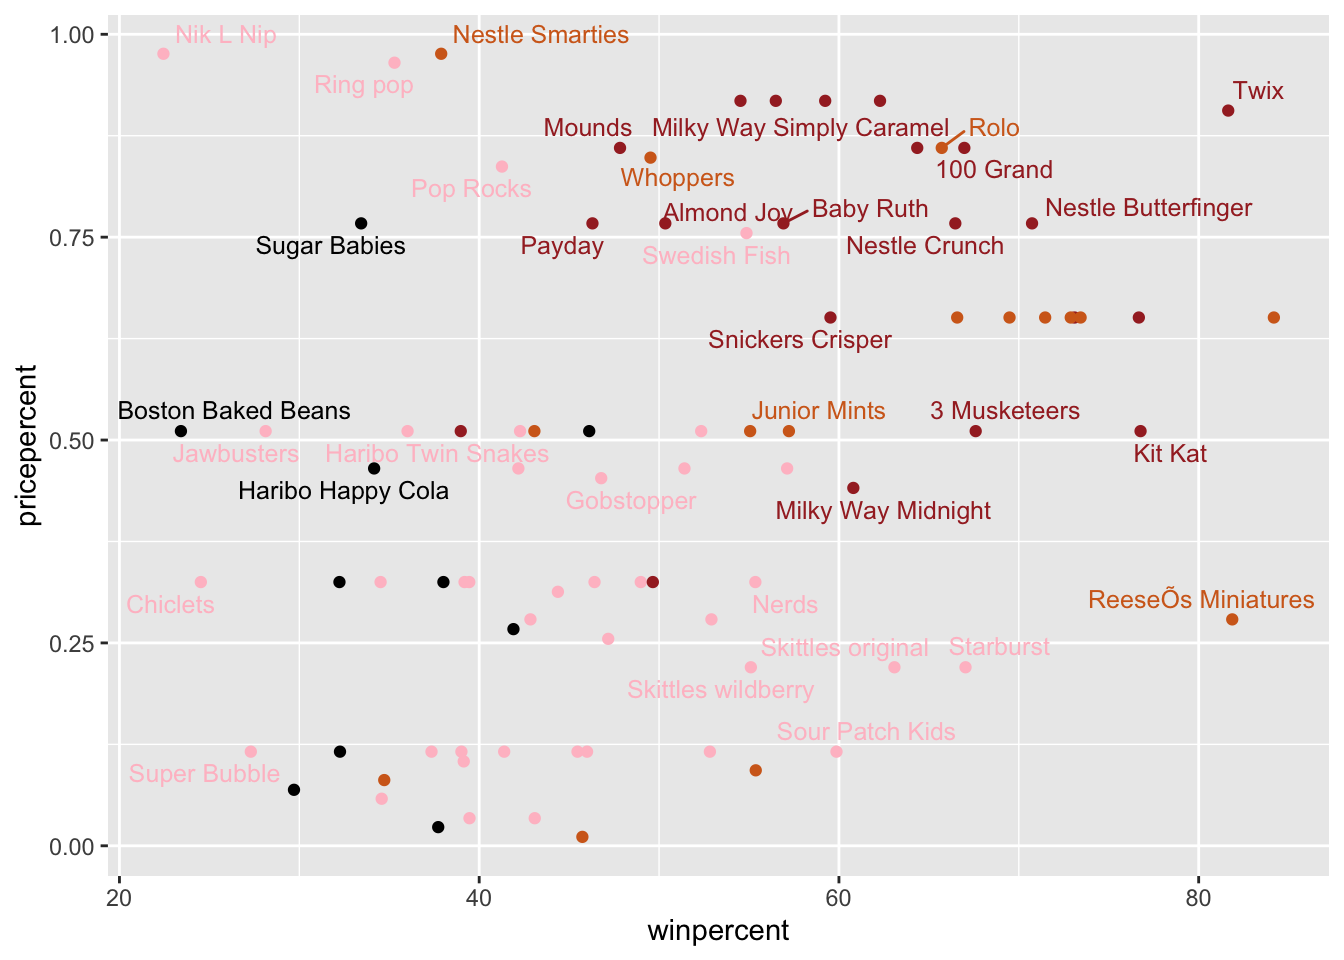 1.00
Nik L Nip
Nestle Smarties
Ring pop
Twix
Mounds
Milky Way Simply Caramel
Rolo
Whoppers
100 Grand
Pop Rocks
Almond Joy
Baby Ruth
Nestle Butterfinger
0.75
Sugar Babies
Payday
Swedish Fish
Nestle Crunch
Snickers Crisper
Boston Baked Beans
Junior Mints
3 Musketeers
0.50
Jawbusters
Haribo Twin Snakes
Kit Kat
Haribo Happy Cola
Gobstopper
Milky Way Midnight
pricepercent
Chiclets
Nerds
ReeseÕs Miniatures
0.25
Skittles original
Starburst
Skittles wildberry
Sour Patch Kids
Super Bubble
0.00
20
40
60
80
winpercent